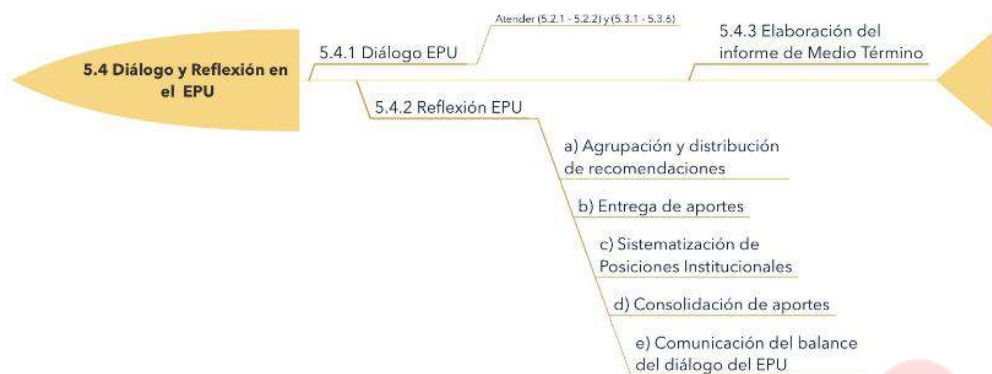 5.4 Diálogo y Reflexión en
el EPU
5.4.1 Diálogo EPU
Atender (5.2.1 - 5.2.2) y (5.3.1 - 5.3.6)
5.4.3 Elaboración del
informe de Medio Término
5.4.2 Reflexión EPU
a) Agrupación y distribución
de recomendaciones
b) Entrega de aportes
c) Sistematización de
Posiciones Institucionales
d) Consolidación de aportes
e) Comunicación del balance
del diálogo del EPU